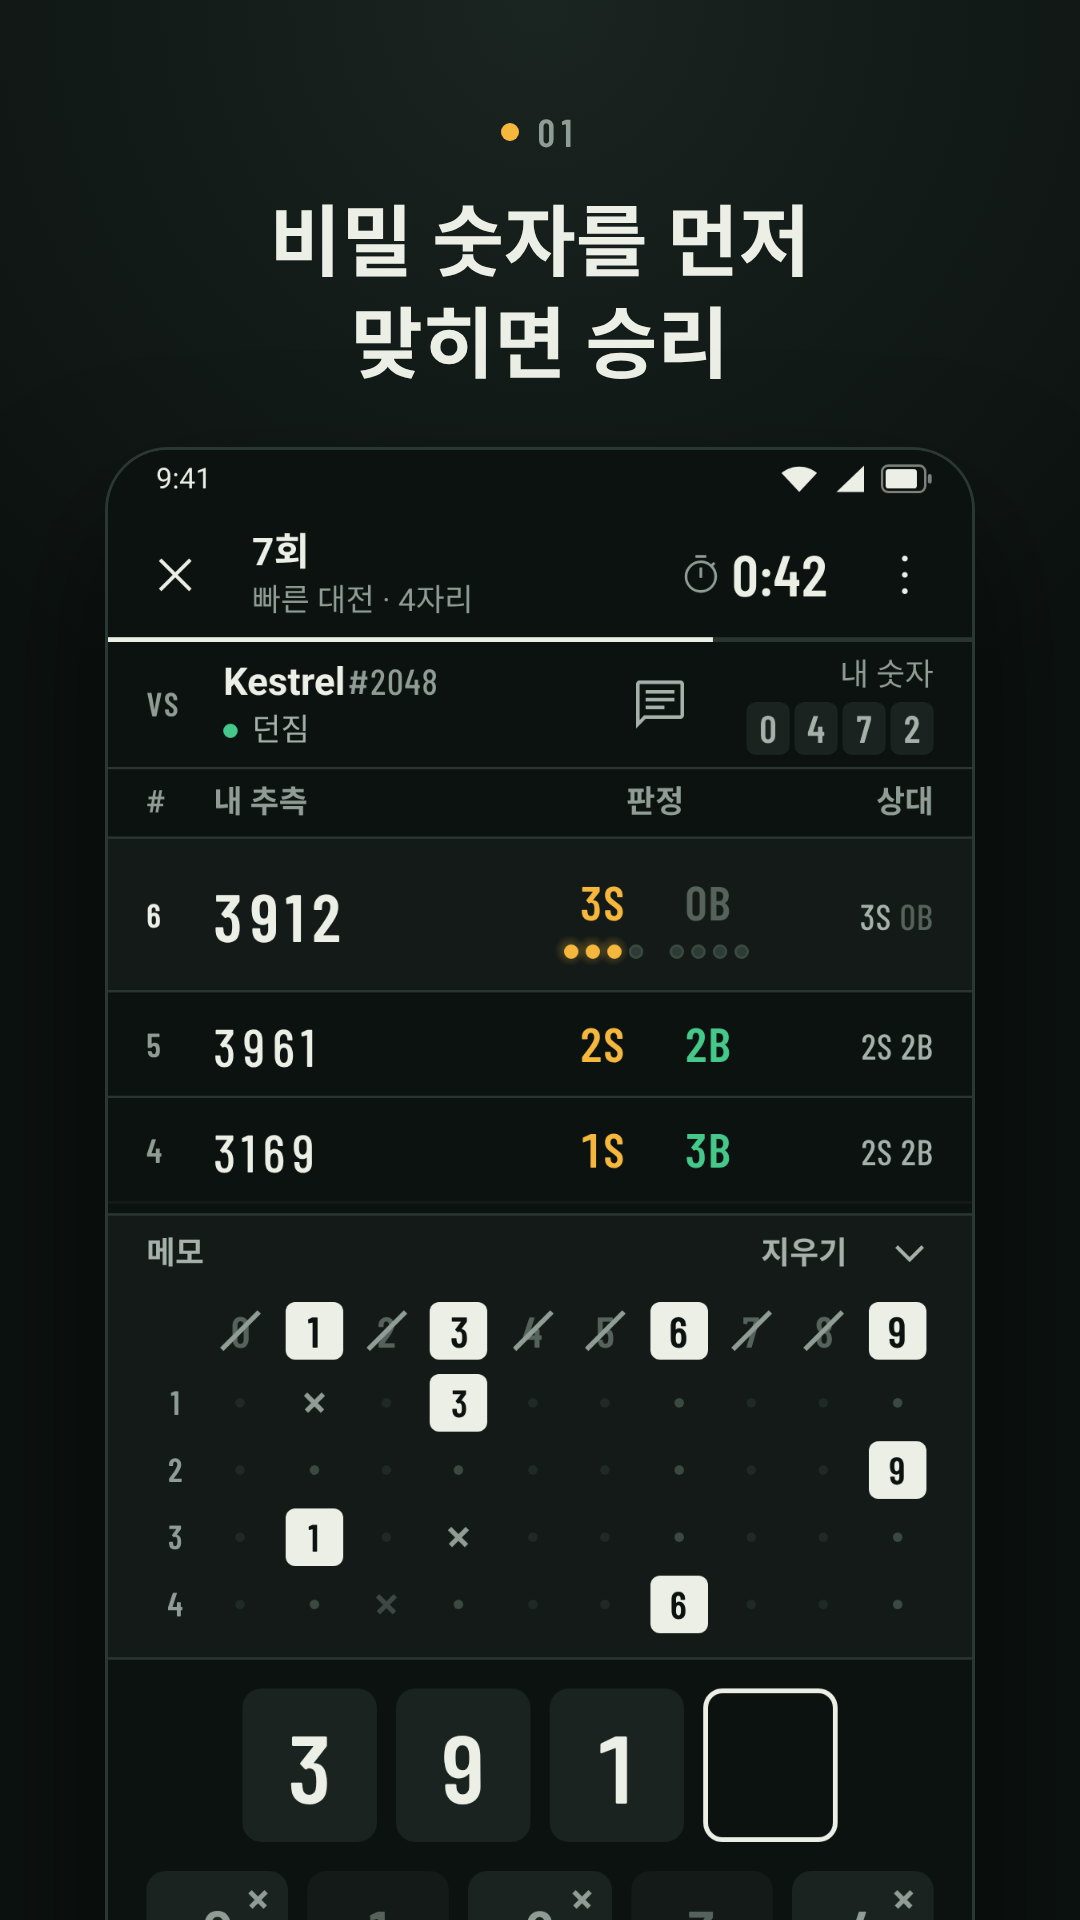 01
비밀 숫자를 먼저
맞히면 승리
9:41
7회
빠른 대전 · 4자리
0:42
VS Kestrel#2048
던짐
내 숫자
0 4 7 2
# 내 추측 판정 상대
6 3912 3S 0B 3S 0B
5 3961 2S 2B 2S 2B
4 3169 1S 3B 2S 2B
메모 지우기
0 1 2 3 4 5 6 7 8 9
1 × 3
2 9
3 1 ×
4 × 6
3 9 1
× × ×